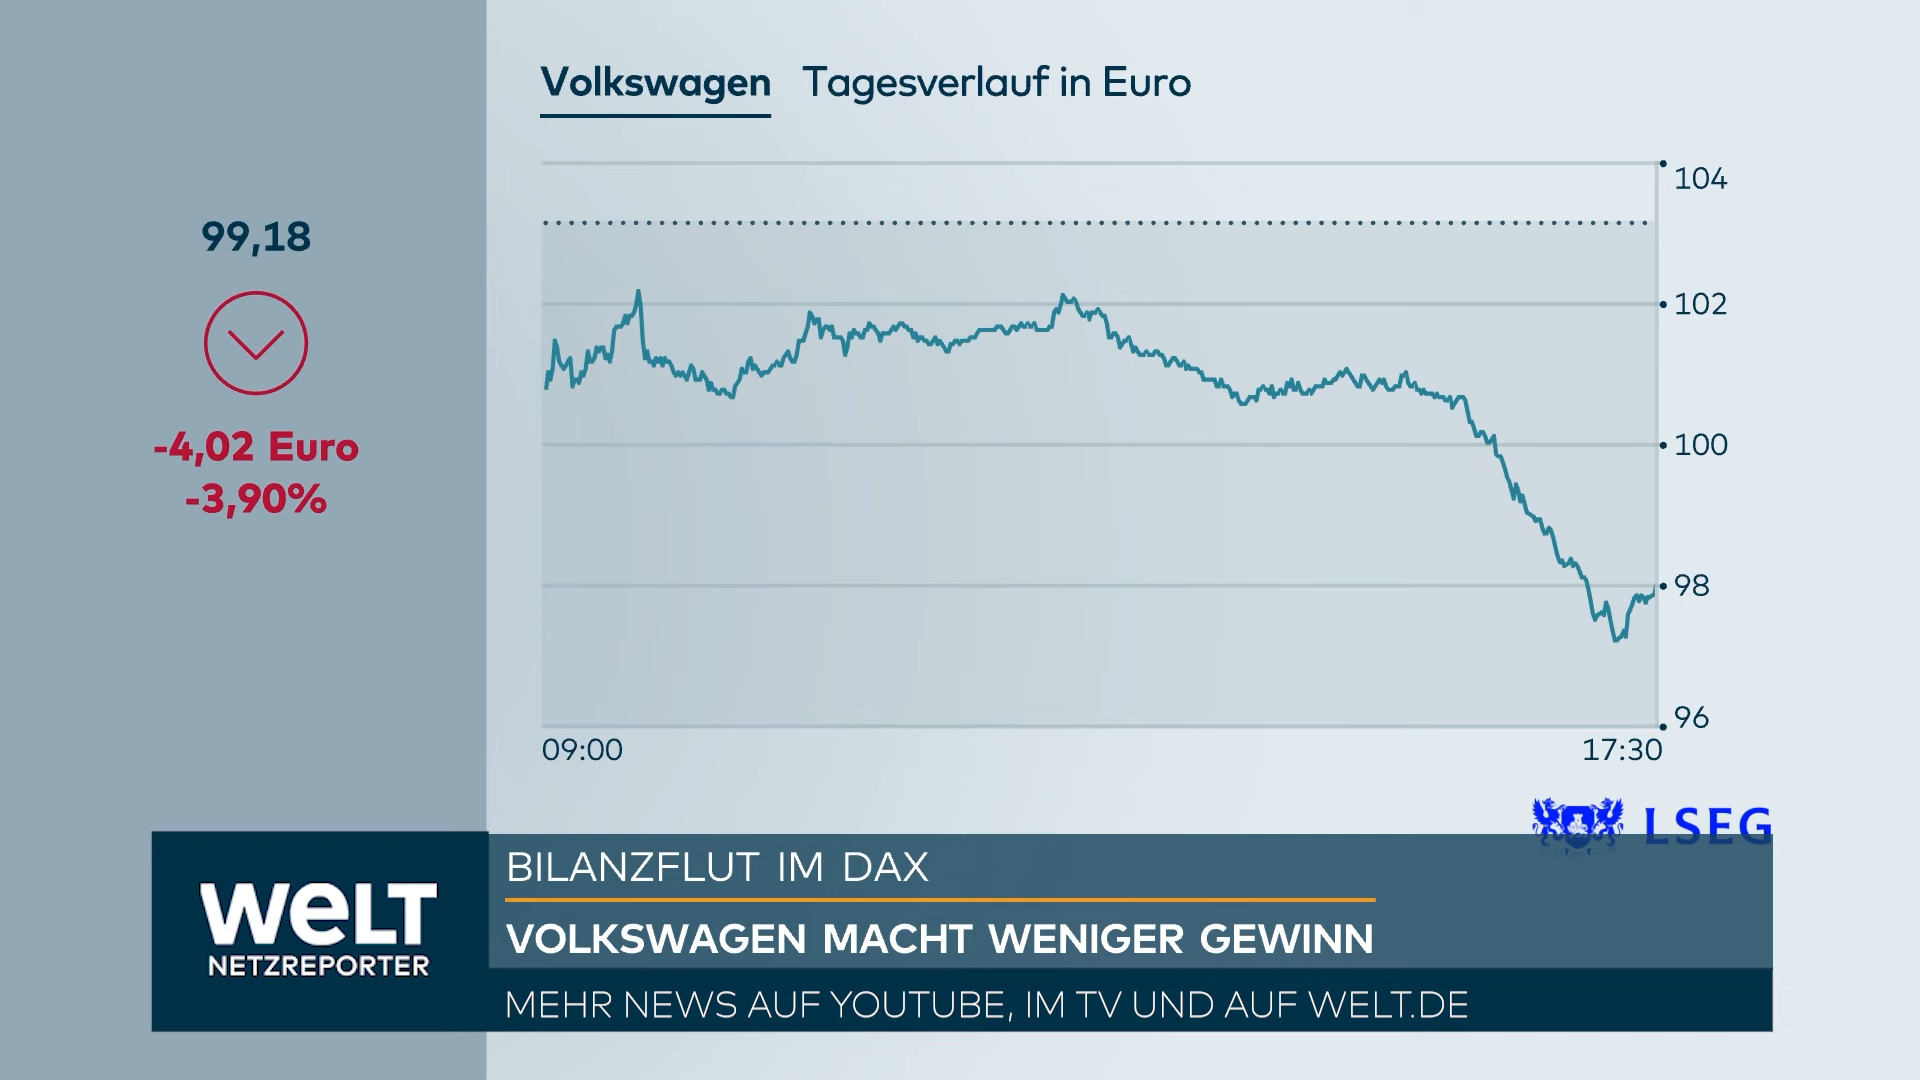 Volkswagen Tagesverlauf in Euro
99,18
-4,02 Euro
-3,90%
104
102
100
98
96
09:00
17:30
LSEG
WELT
NETZREPORTER
BILANZFLUT IM DAX
VOLKSWAGEN MACHT WENIGER GEWINN
MEHR NEWS AUF YOUTUBE, IM TV UND AUF WELT.DE